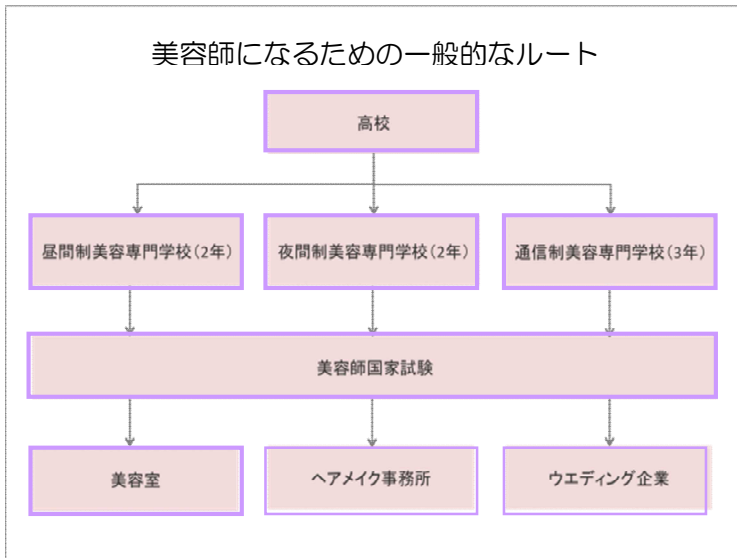 美容師になるための一般的なルート
高校
昼間制美容専門学校(2年)
夜間制美容専門学校(2年)
通信制美容専門学校(3年)
美容師国家試験
美容室
ヘアメイク事務所
ウエディング企業